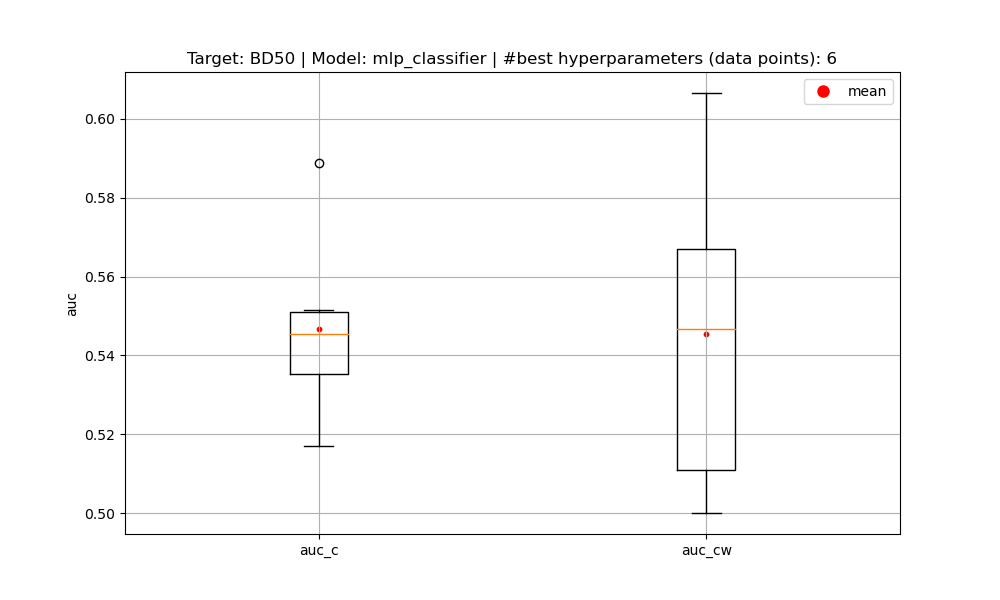 Target: BD50 | Model: mlp_classifier | #best hyperparameters (data points): 6
mean
0.60
0.58
0.56
0.54
0.52
0.50
auc
auc_c
auc_cw